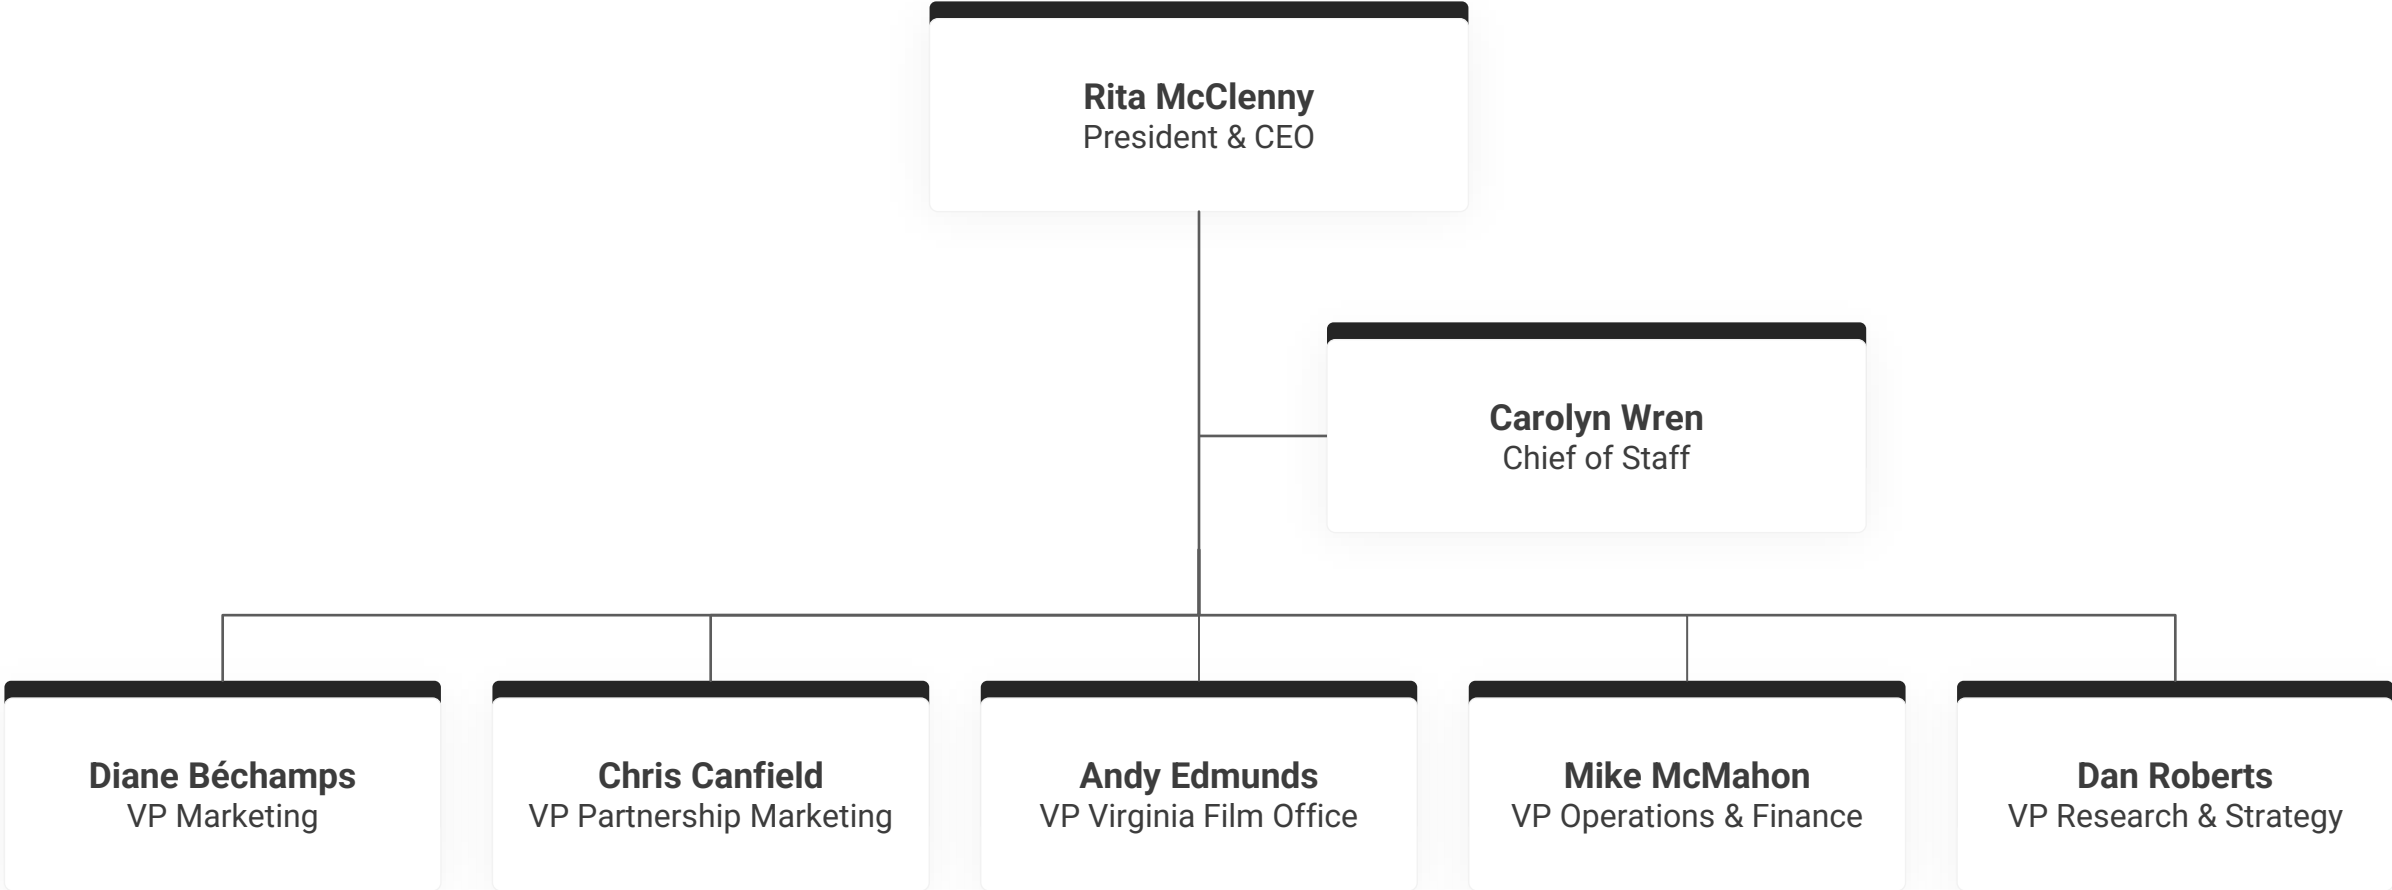 Rita McClenny
President & CEO
Carolyn Wren
Chief of Staff
Diane Béchamps
VP Marketing
Chris Canfield
VP Partnership Marketing
Andy Edmunds
VP Virginia Film Office
Mike McMahon
VP Operations & Finance
Dan Roberts
VP Research & Strategy